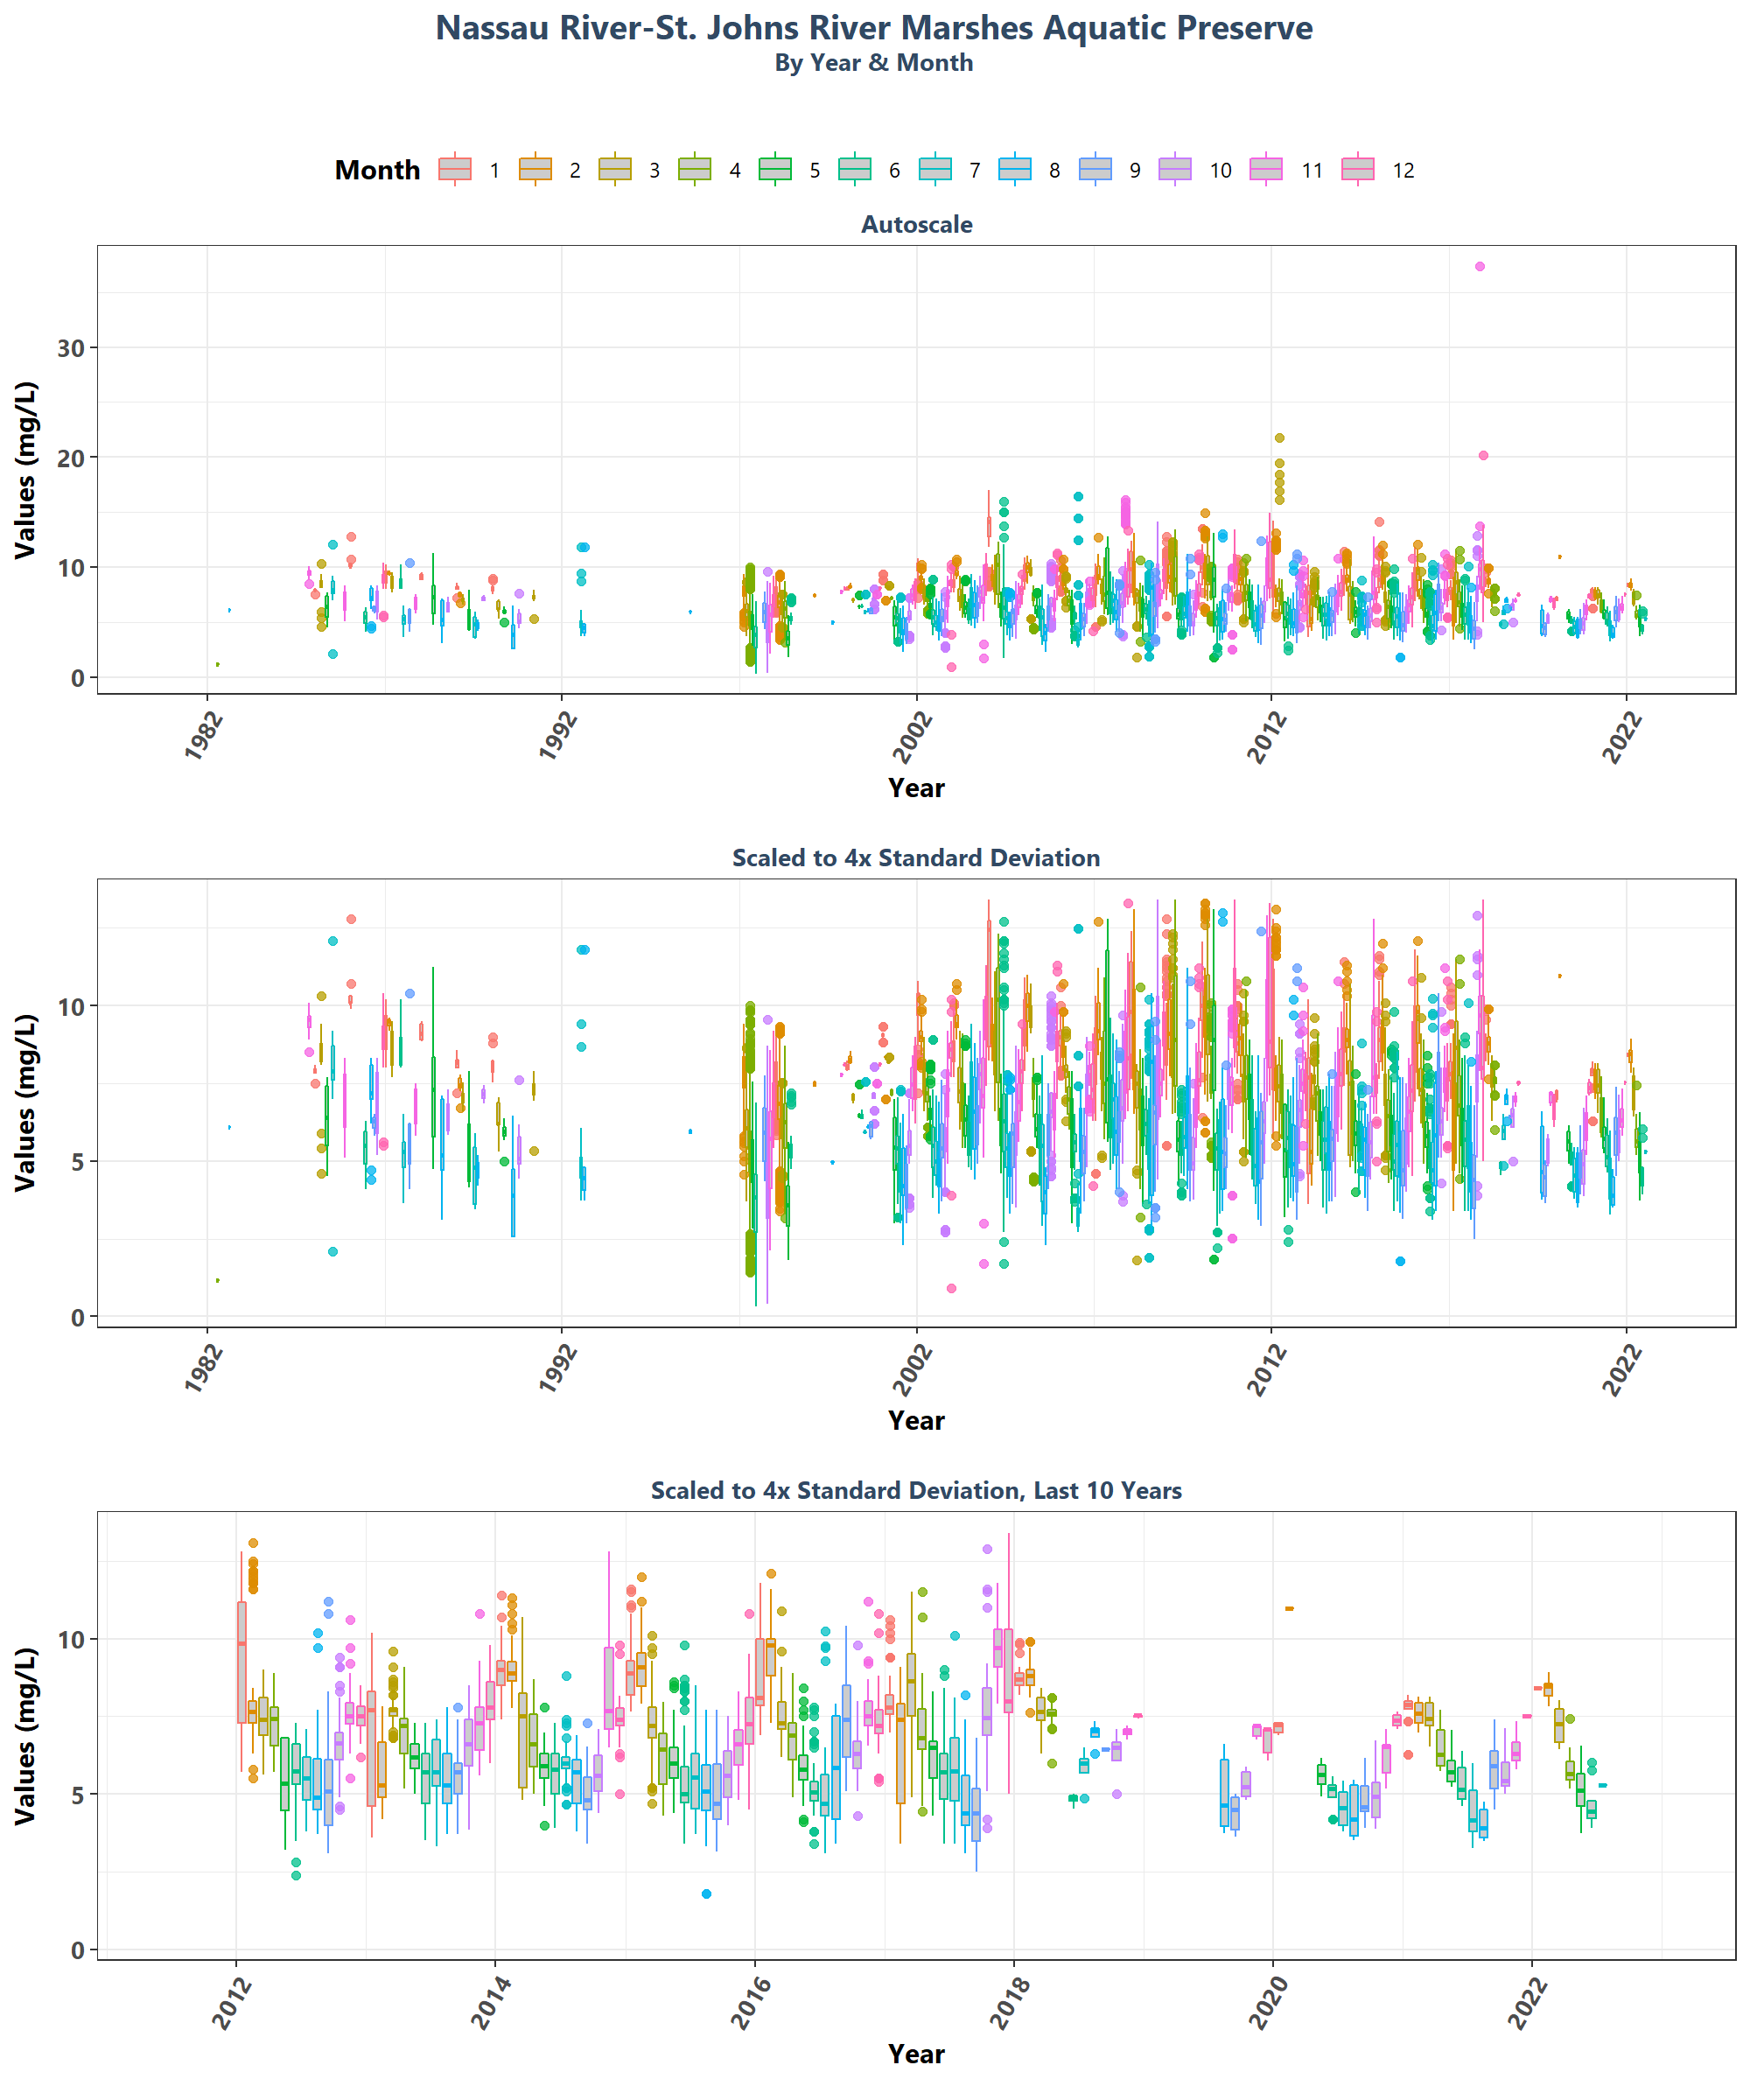 Nassau River-St. Johns River Marshes Aquatic Preserve
By Year & Month
Month 1 2 3 4 5 6 7 8 9 10 11 12
Autoscale
Values (mg/L)
30
20
10
0
1982 1992 2002 2012 2022
Year
Scaled to 4x Standard Deviation
Values (mg/L)
10
5
0
1982 1992 2002 2012 2022
Year
Scaled to 4x Standard Deviation, Last 10 Years
Values (mg/L)
10
5
0
2012 2014 2016 2018 2020 2022
Year